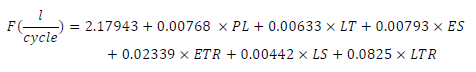 F(l/cycle) = 2.17943 + 0.00768 × PL + 0.00633 × LT + 0.00793 × ES
+ 0.02339 × ETR + 0.00442 × LS + 0.0825 × LTR